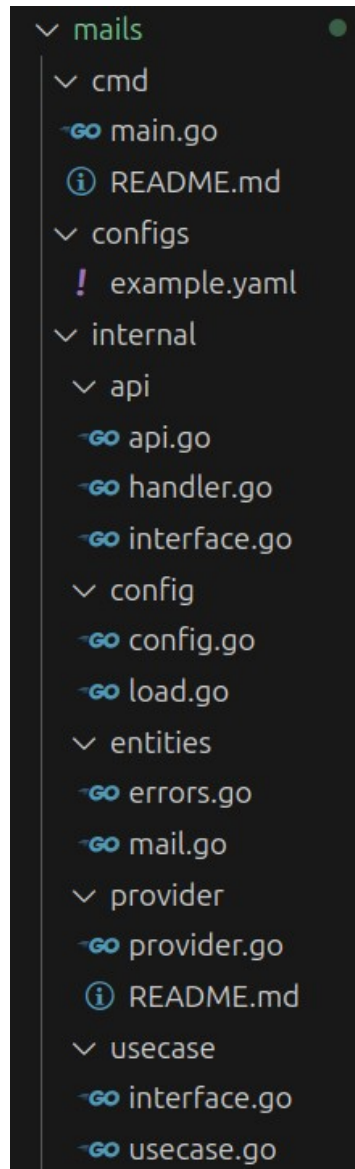 mails
cmd
GO main.go
README.md
configs
! example.yaml
internal
api
GO api.go
GO handler.go
GO interface.go
config
GO config.go
GO load.go
entities
GO errors.go
GO mail.go
provider
GO provider.go
README.md
usecase
GO interface.go
GO usecase.go